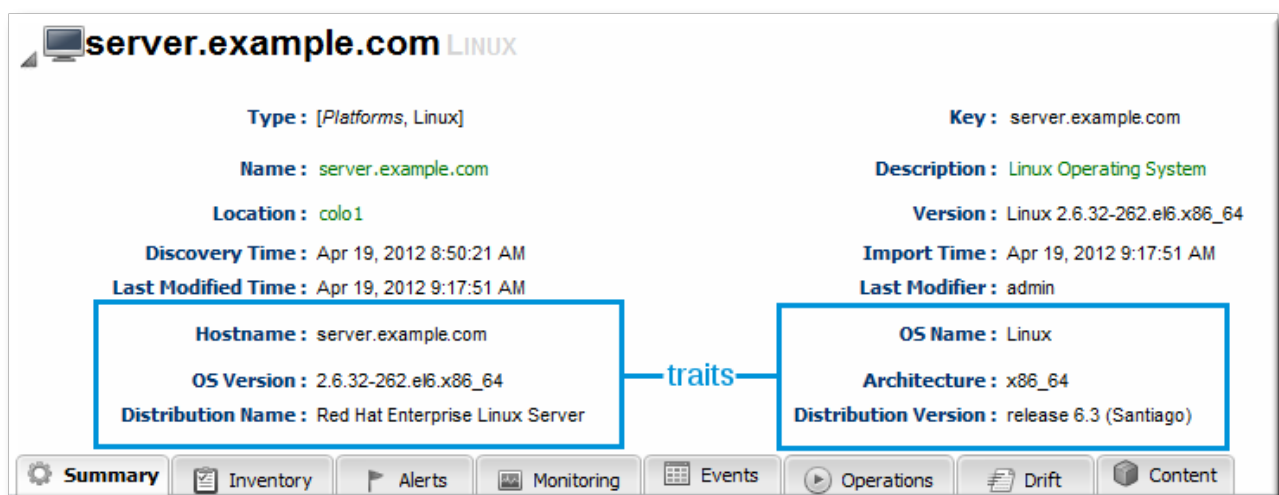 server.example.com LINUX
Type : [Platforms, Linux] Key : server.example.com
Name : server.example.com Description : Linux Operating System
Location : colo1 Version : Linux 2.6.32-262.el6.x86_64
Discovery Time : Apr 19, 2012 8:50:21 AM Import Time : Apr 19, 2012 9:17:51 AM
Last Modified Time : Apr 19, 2012 9:17:51 AM Last Modifier : admin
Hostname : server.example.com OS Name : Linux
traits
OS Version : 2.6.32-262.el6.x86_64 Architecture : x86_64
Distribution Name : Red Hat Enterprise Linux Server Distribution Version : release 6.3 (Santiago)
Summary Inventory Alerts Monitoring Events Operations Drift Content